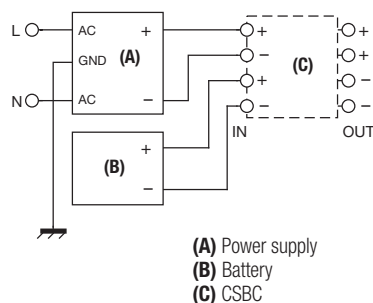 L AC + + +
GND (A) − − +
(C)
+ −
N AC − − −
IN OUT
+
(B)
−
(A) Power supply
(B) Battery
(C) CSBC